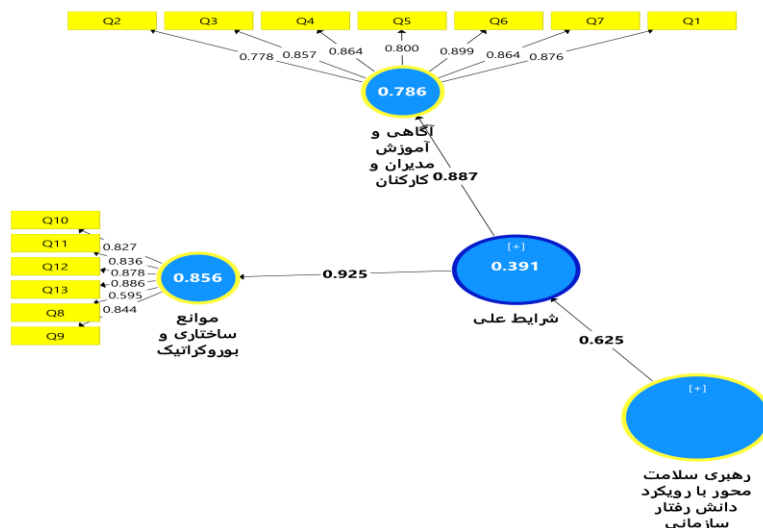 Q2 Q3 Q4 Q5 Q6 Q7 Q1
0.778 0.857 0.864 0.800 0.899 0.864 0.876
0.786
آگاهی و
آموزش
مدیران و
کارکنان
0.887
Q10
Q11
Q12
Q13
Q8
Q9
0.827
0.836
0.878
0.886
0.595
0.844
0.856
موانع
ساختاری و
بوروکراتیک
0.925
[+]
0.391
شرایط علی
0.625
[+]
رهبری سلامت
محور با رویکرد
دانش رفتار
سازمانی